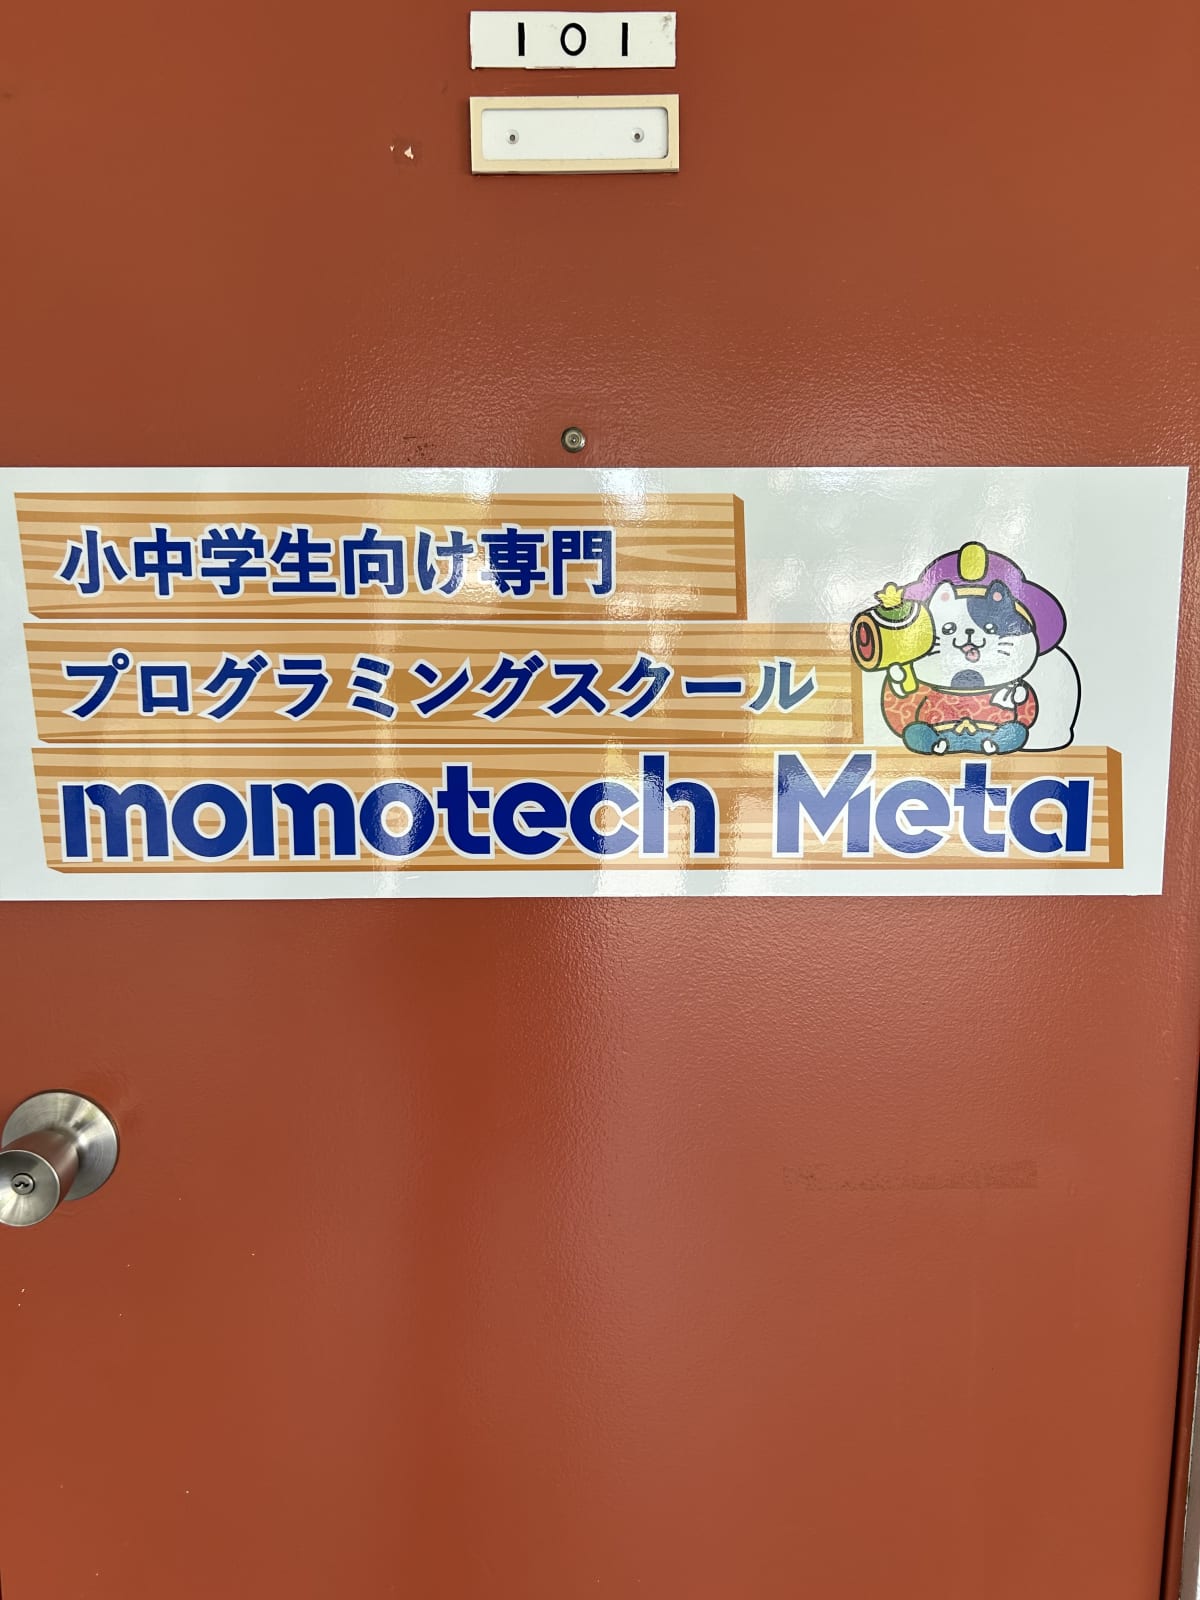 101
小中学生向け専門
プログラミングスクール
momotech Meta